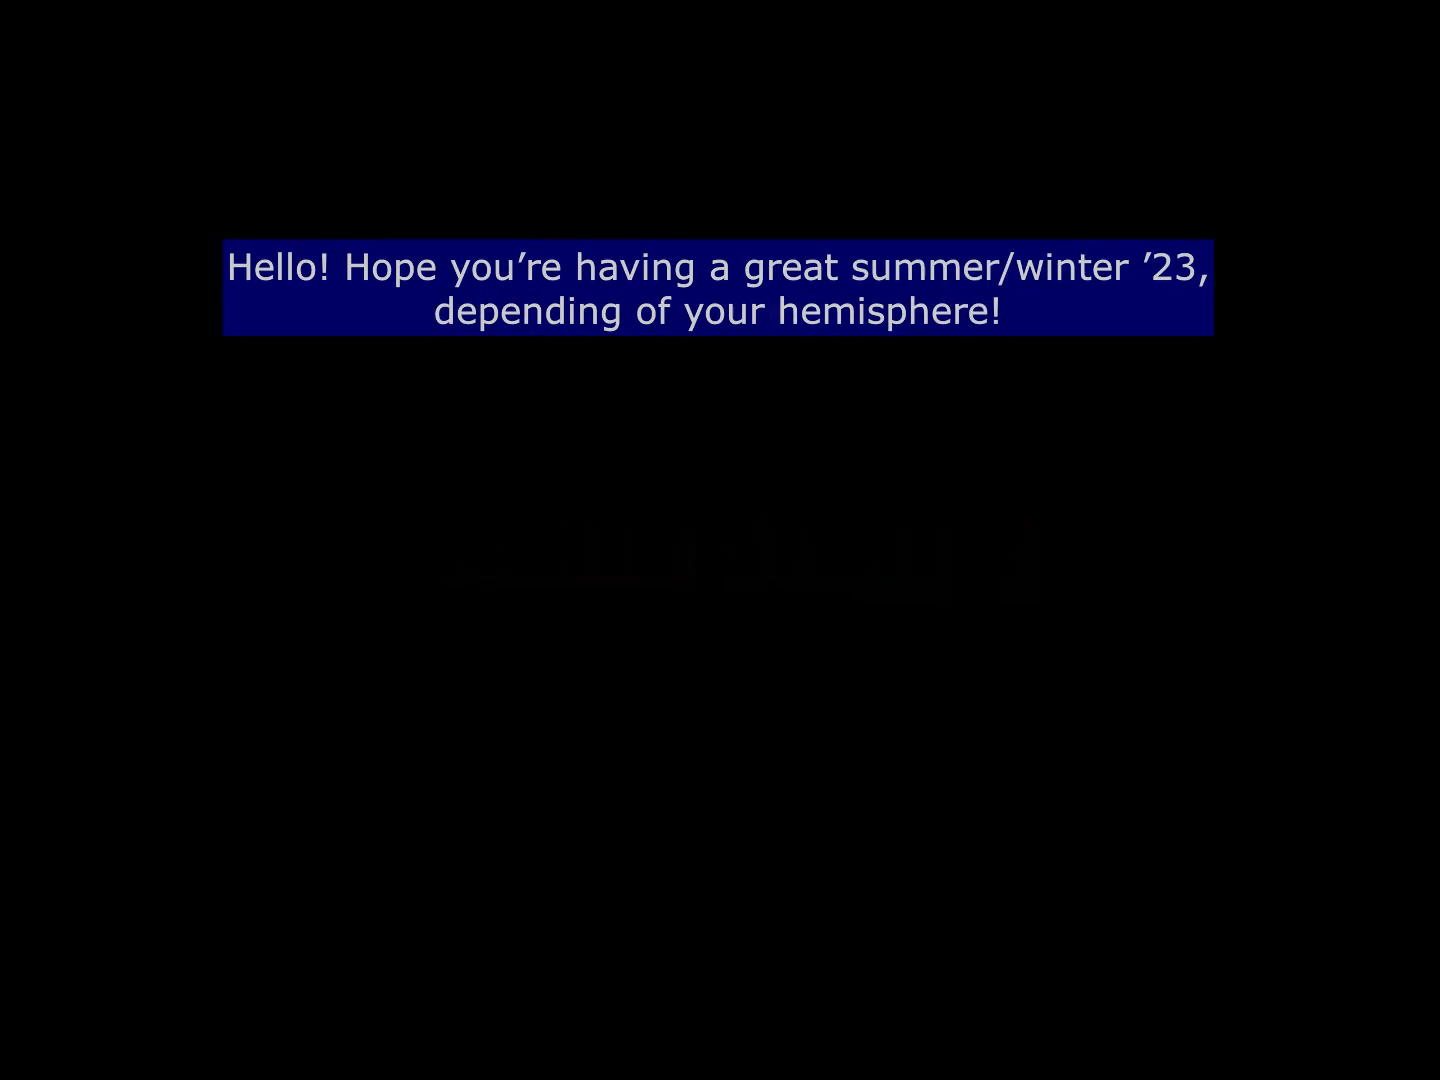 Hello! Hope you’re having a great summer/winter ’23,
depending of your hemisphere!